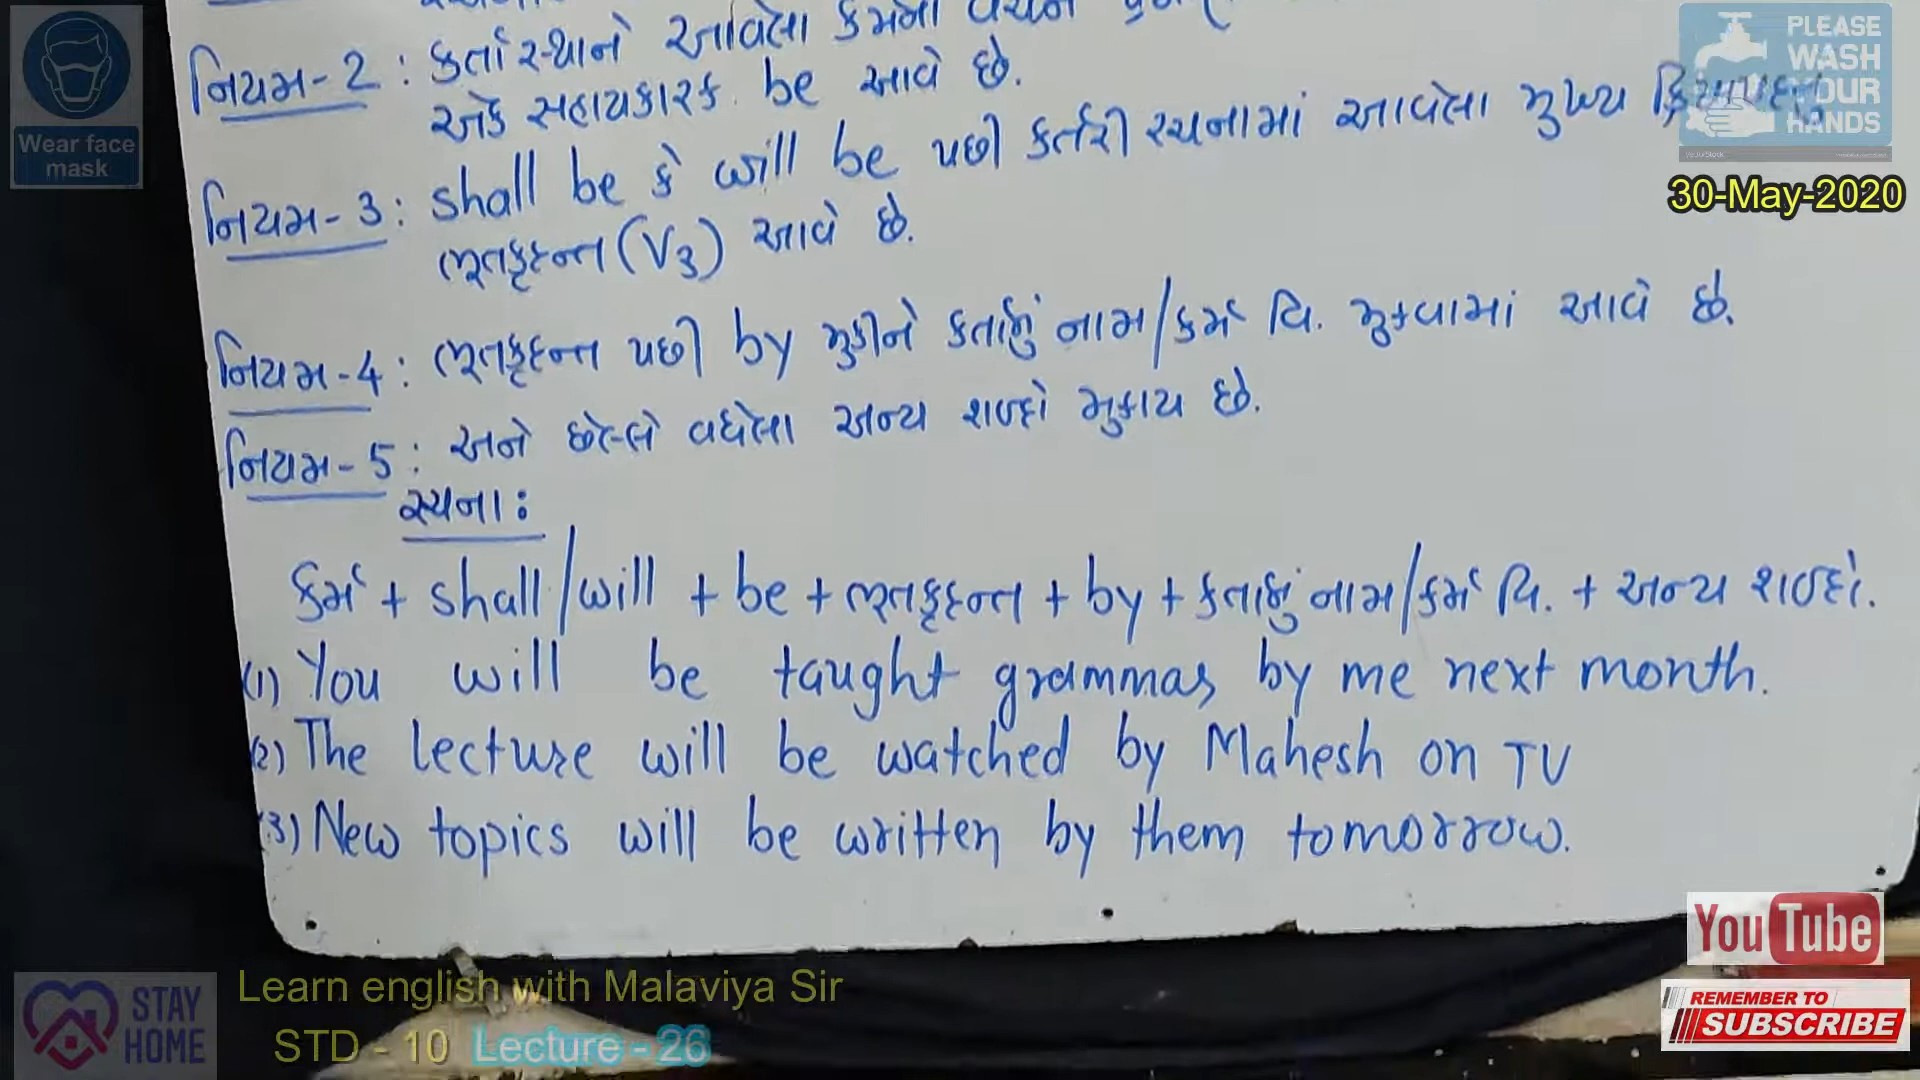 Wear face
mask
PLEASE
WASH
YOUR
HANDS
30-May-2020
નિયમ-2 : કર્તા સ્થાને આવેલા કર્મના વચન
એક સહાયકારક be આવે છે.
નિયમ-3 : shall be કે will be પછી કર્તરી રચનામાં આવેલા મુખ્ય ક્રિયાપદનું
ભૂતકૃદન્ત (V3) આવે છે.
નિયમ-4 : ભૂતકૃદન્ત પછી by મુકીને કર્તાનું નામ/કર્મ વિ. મુકવામાં આવે છે.
નિયમ-5 : અને છેલ્લે વધેલા અન્ય શબ્દો મુકાય છે.
રચના :
કર્મ + shall/will + be + ભૂતકૃદન્ત + by + કર્તાનું નામ/કર્મ વિ. + અન્ય શબ્દો.
(1) You will be taught grammar by me next month.
(2) The lecture will be watched by Mahesh on TV
(3) New topics will be written by them tomorrow.
YouTube
STAY
HOME
Learn english with Malaviya Sir
STD - 10 Lecture - 26
REMEMBER TO
SUBSCRIBE